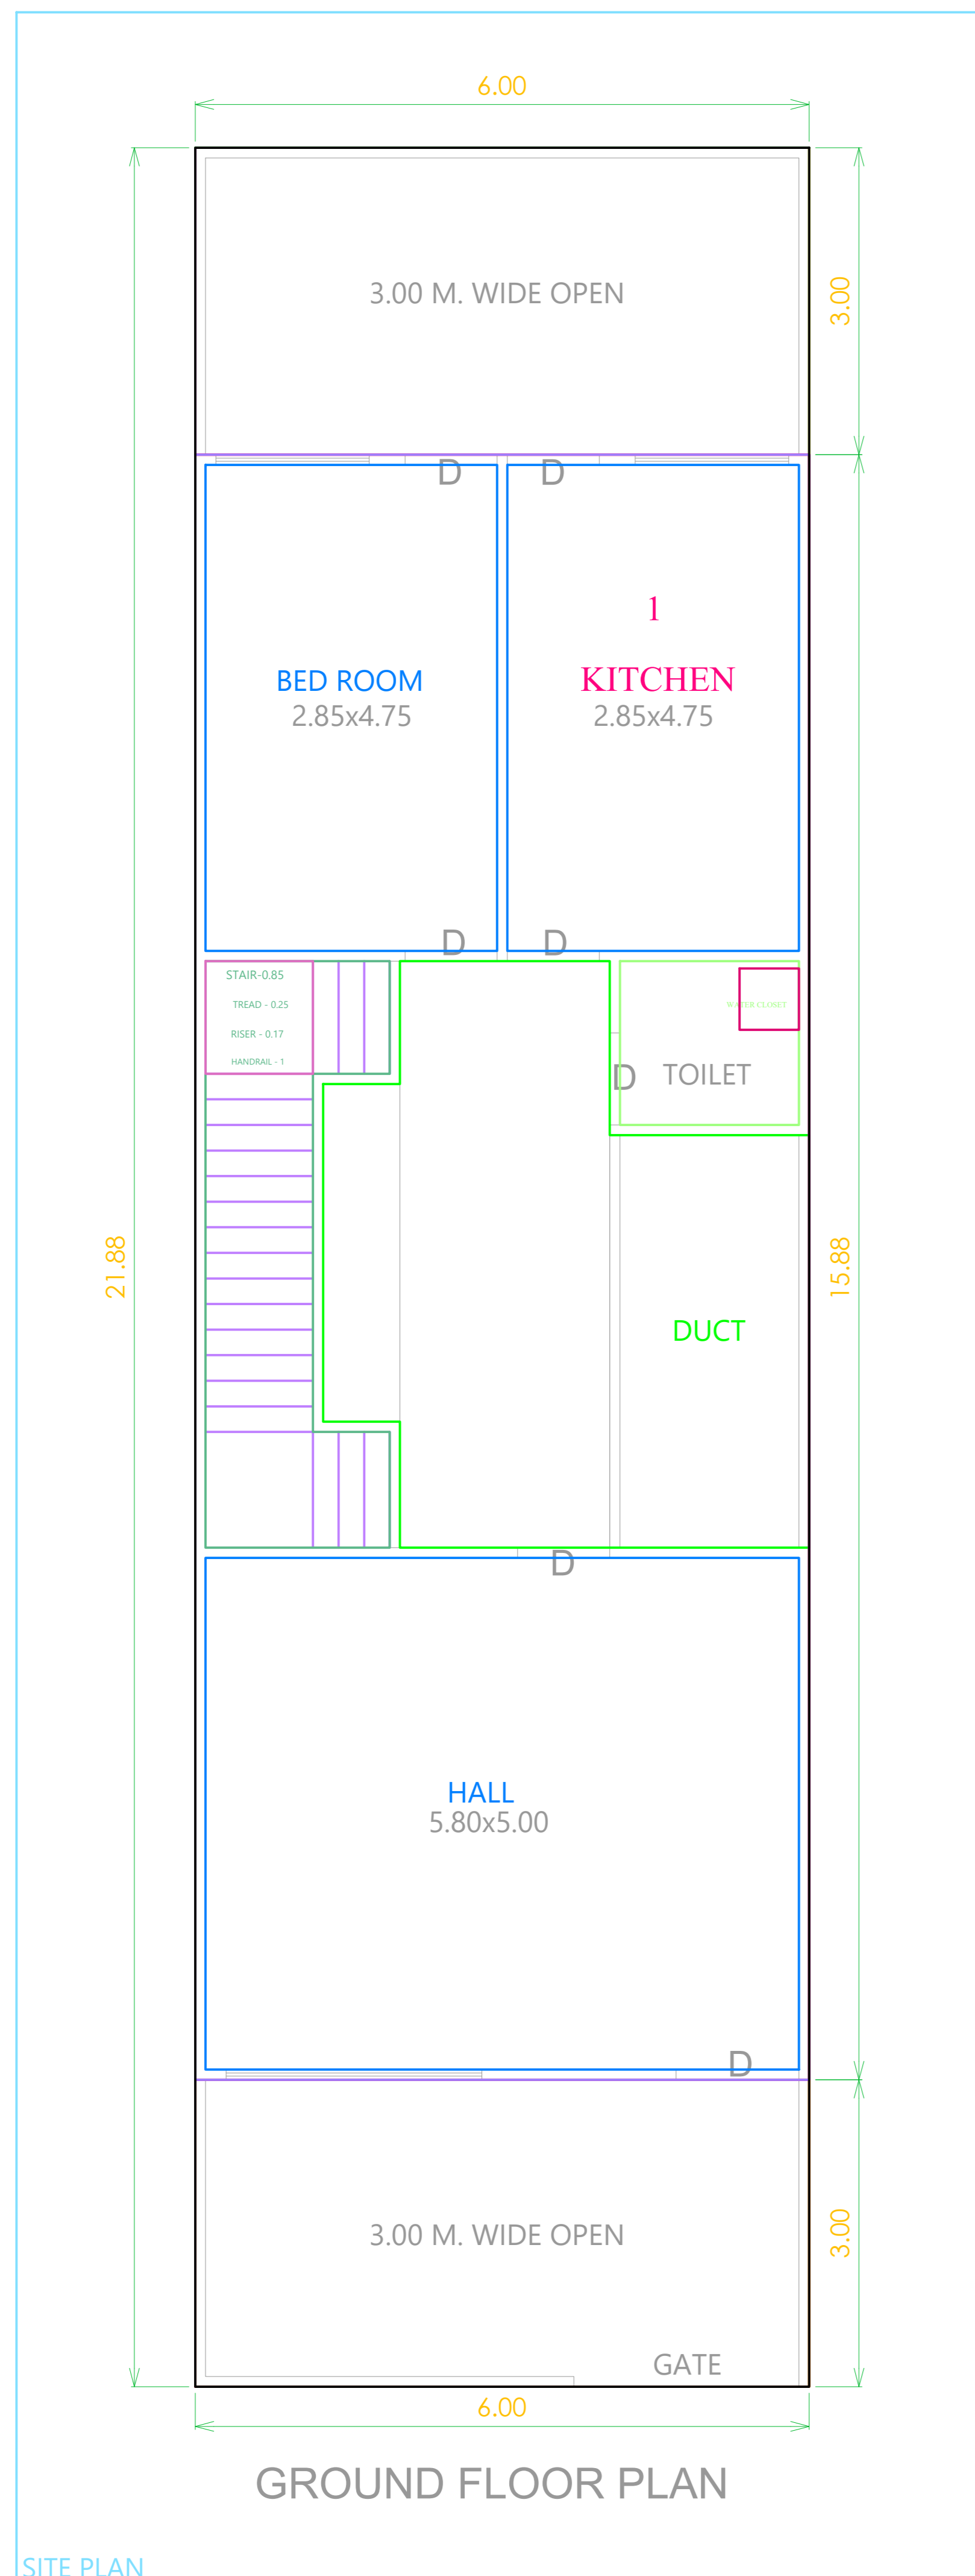 6.00
3.00 M. WIDE OPEN
3.00
D
D
1
BED ROOM
KITCHEN
2.85x4.75
2.85x4.75
D
D
STAIR-0.85
TREAD - 0.25
WATER CLOSET
RISER - 0.17
HANDRAIL - 1
D
TOILET
21.88
15.88
DUCT
D
HALL
5.80x5.00
D
3.00 M. WIDE OPEN
3.00
GATE
6.00
GROUND FLOOR PLAN
SITE PLAN